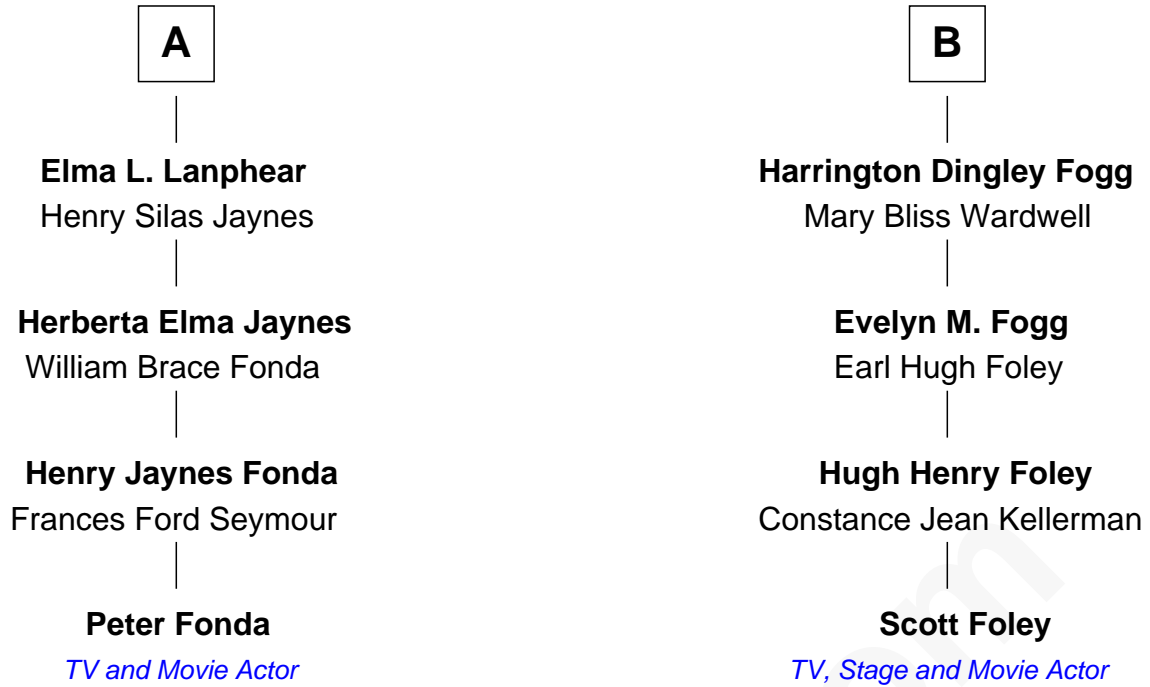 A
Elma L. Lanphear
Henry Silas Jaynes
Herberta Elma Jaynes
William Brace Fonda
Henry Jaynes Fonda
Frances Ford Seymour
Peter Fonda
TV and Movie Actor
B
Harrington Dingley Fogg
Mary Bliss Wardwell
Evelyn M. Fogg
Earl Hugh Foley
Hugh Henry Foley
Constance Jean Kellerman
Scott Foley
TV, Stage and Movie Actor